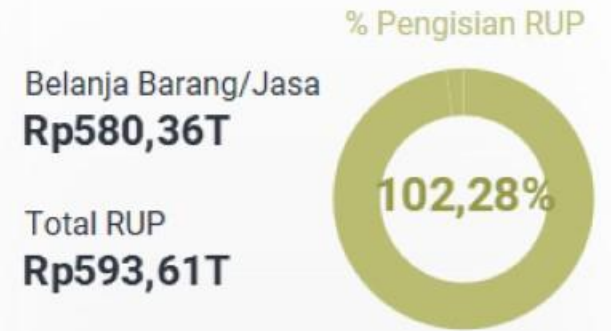 % Pengisian RUP
Belanja Barang/Jasa
Rp580,36T
102,28%
Total RUP
Rp593,61T